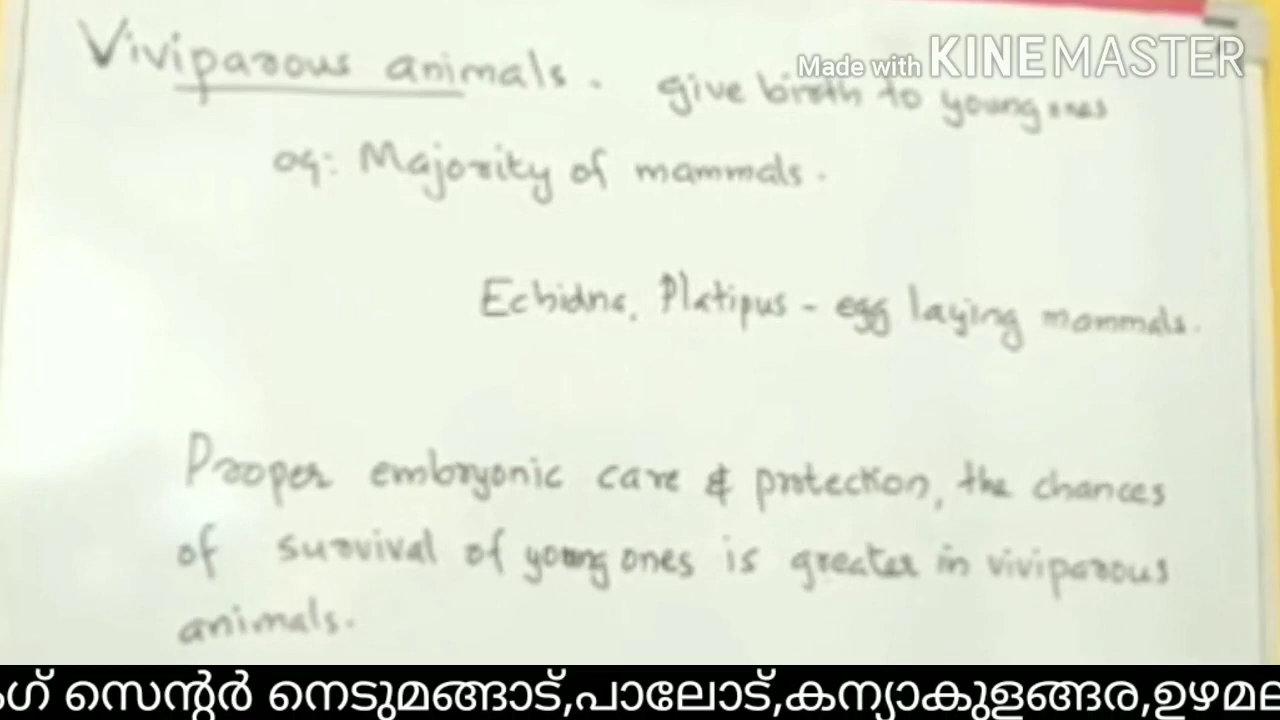 Viviparous animals. give birth to young ones
Made with KINEMASTER
eg: Majority of mammals.
Echidna, Platipus - egg laying mammals.
Proper embryonic care & protection, the chances
of survival of young ones is greater in viviparous
animals.
ഗ് സെന്റർ നെടുമങ്ങാട്,പാലോട്,കന്യാകുളങ്ങര,ഉഴമല